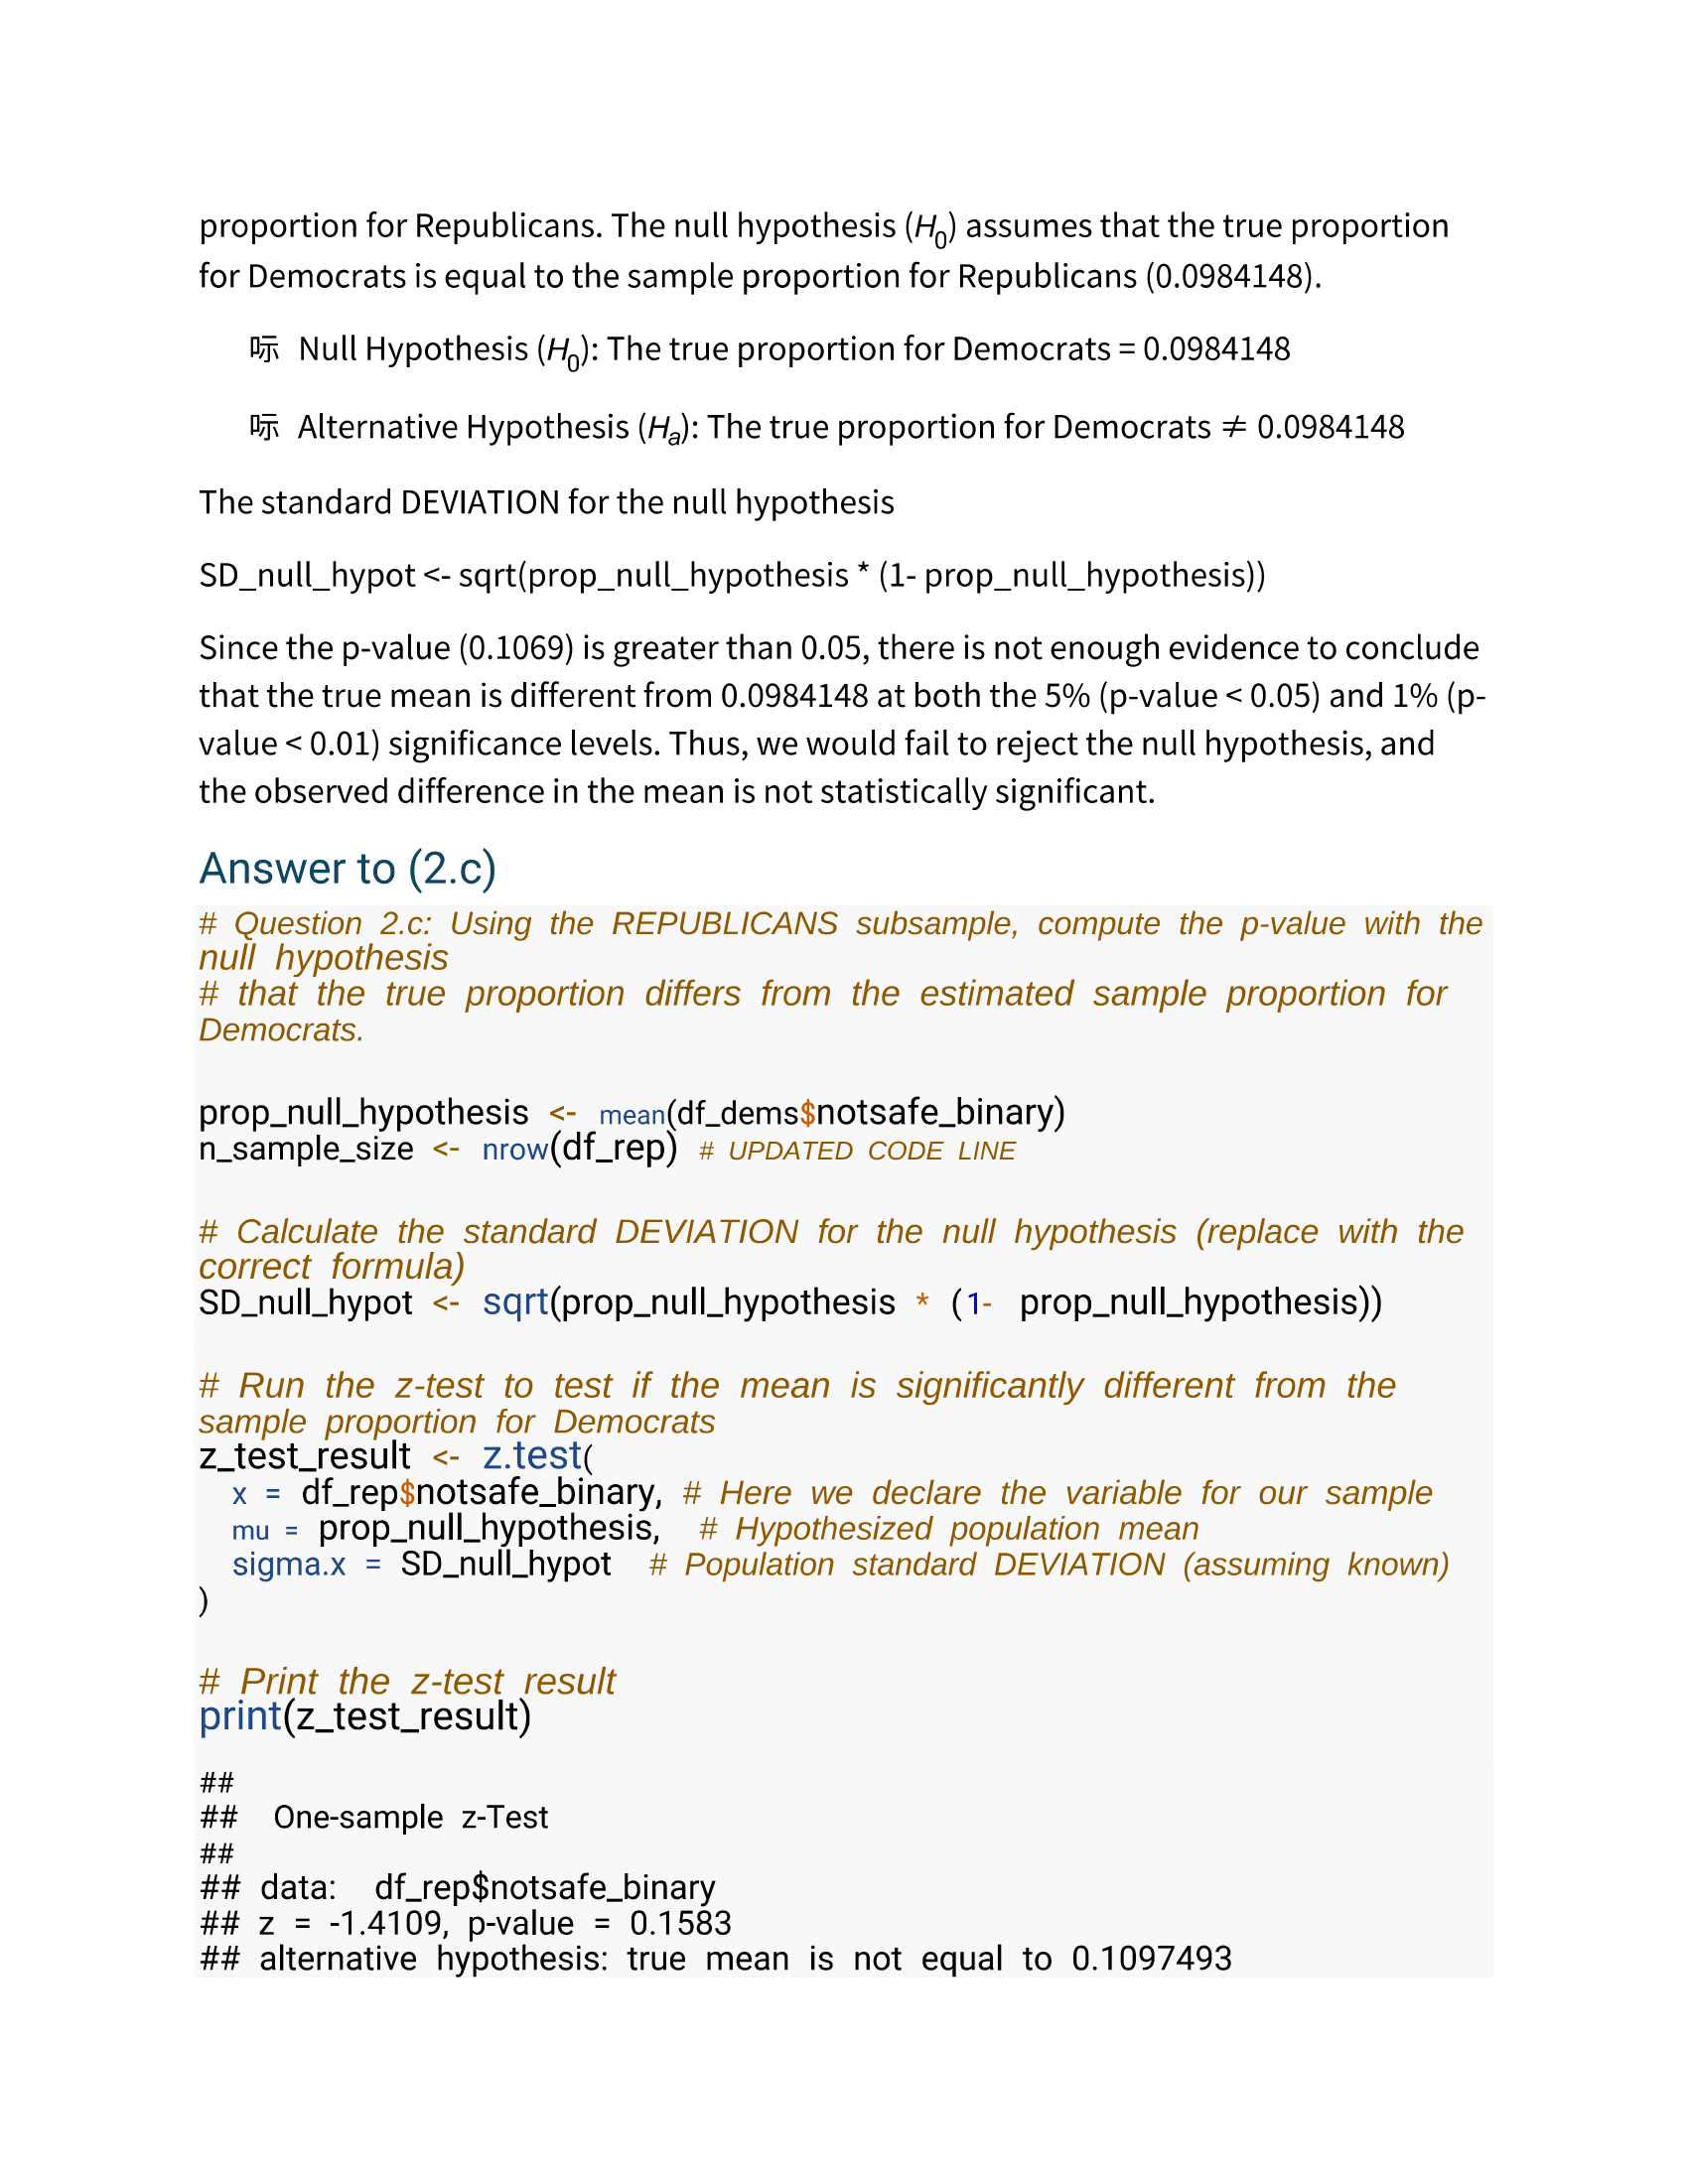 proportion for Republicans. The null hypothesis (H0) assumes that the true proportion
for Democrats is equal to the sample proportion for Republicans (0.0984148).
Null Hypothesis (H0): The true proportion for Democrats = 0.0984148
Alternative Hypothesis (Ha): The true proportion for Democrats ≠ 0.0984148
The standard DEVIATION for the null hypothesis
SD_null_hypot <- sqrt(prop_null_hypothesis * (1- prop_null_hypothesis))
Since the p-value (0.1069) is greater than 0.05, there is not enough evidence to conclude
that the true mean is different from 0.0984148 at both the 5% (p-value < 0.05) and 1% (p-
value < 0.01) significance levels. Thus, we would fail to reject the null hypothesis, and
the observed difference in the mean is not statistically significant.
Answer to (2.c)
# Question 2.c: Using the REPUBLICANS subsample, compute the p-value with the
null hypothesis
# that the true proportion differs from the estimated sample proportion for
Democrats.
prop_null_hypothesis <- mean(df_dems$notsafe_binary)
n_sample_size <- nrow(df_rep) # UPDATED CODE LINE
# Calculate the standard DEVIATION for the null hypothesis (replace with the
correct formula)
SD_null_hypot <- sqrt(prop_null_hypothesis * (1- prop_null_hypothesis))
# Run the z-test to test if the mean is significantly different from the
sample proportion for Democrats
z_test_result <- z.test(
x = df_rep$notsafe_binary, # Here we declare the variable for our sample
mu = prop_null_hypothesis, # Hypothesized population mean
sigma.x = SD_null_hypot # Population standard DEVIATION (assuming known)
)
# Print the z-test result
print(z_test_result)
##
## One-sample z-Test
##
## data: df_rep$notsafe_binary
## z = -1.4109, p-value = 0.1583
## alternative hypothesis: true mean is not equal to 0.1097493